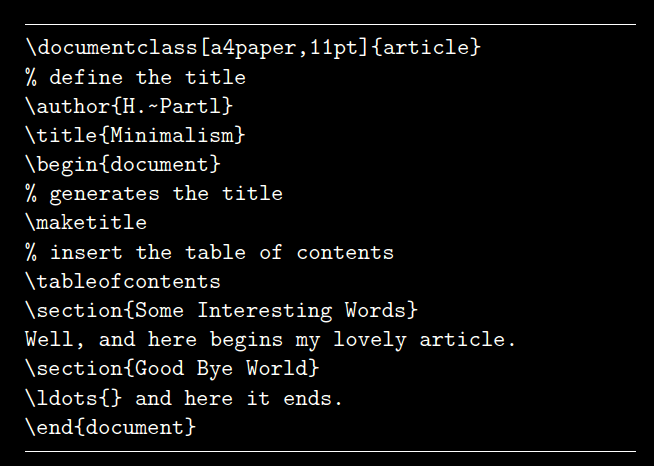 \documentclass[a4paper,11pt]{article}
% define the title
\author{H.~Partl}
\title{Minimalism}
\begin{document}
% generates the title
\maketitle
% insert the table of contents
\tableofcontents
\section{Some Interesting Words}
Well, and here begins my lovely article.
\section{Good Bye World}
\ldots{} and here it ends.
\end{document}